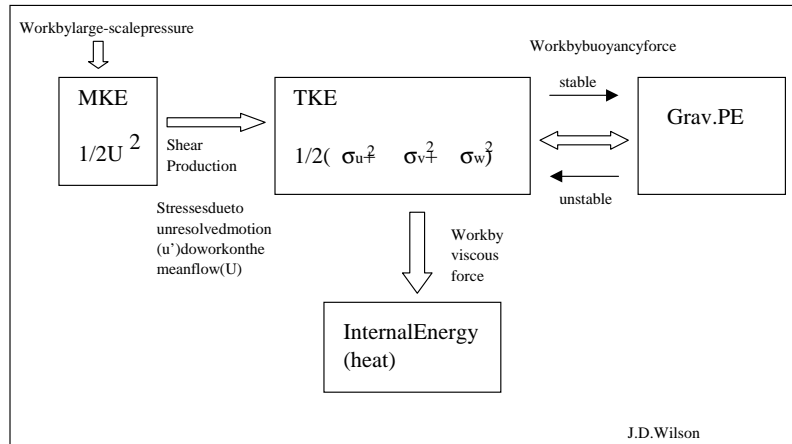 Workbylarge-scalepressure
Workbybuoyancyforce
MKE
1/2U 2
Shear
Production
TKE
1/2( σu2+ σv2+ σw2)
stable
unstable
Grav.PE
Stressesdueto
unresolvedmotion
(u’)doworkonthe
meanflow(U)
Workby
viscous
force
InternalEnergy
(heat)
J.D.Wilson